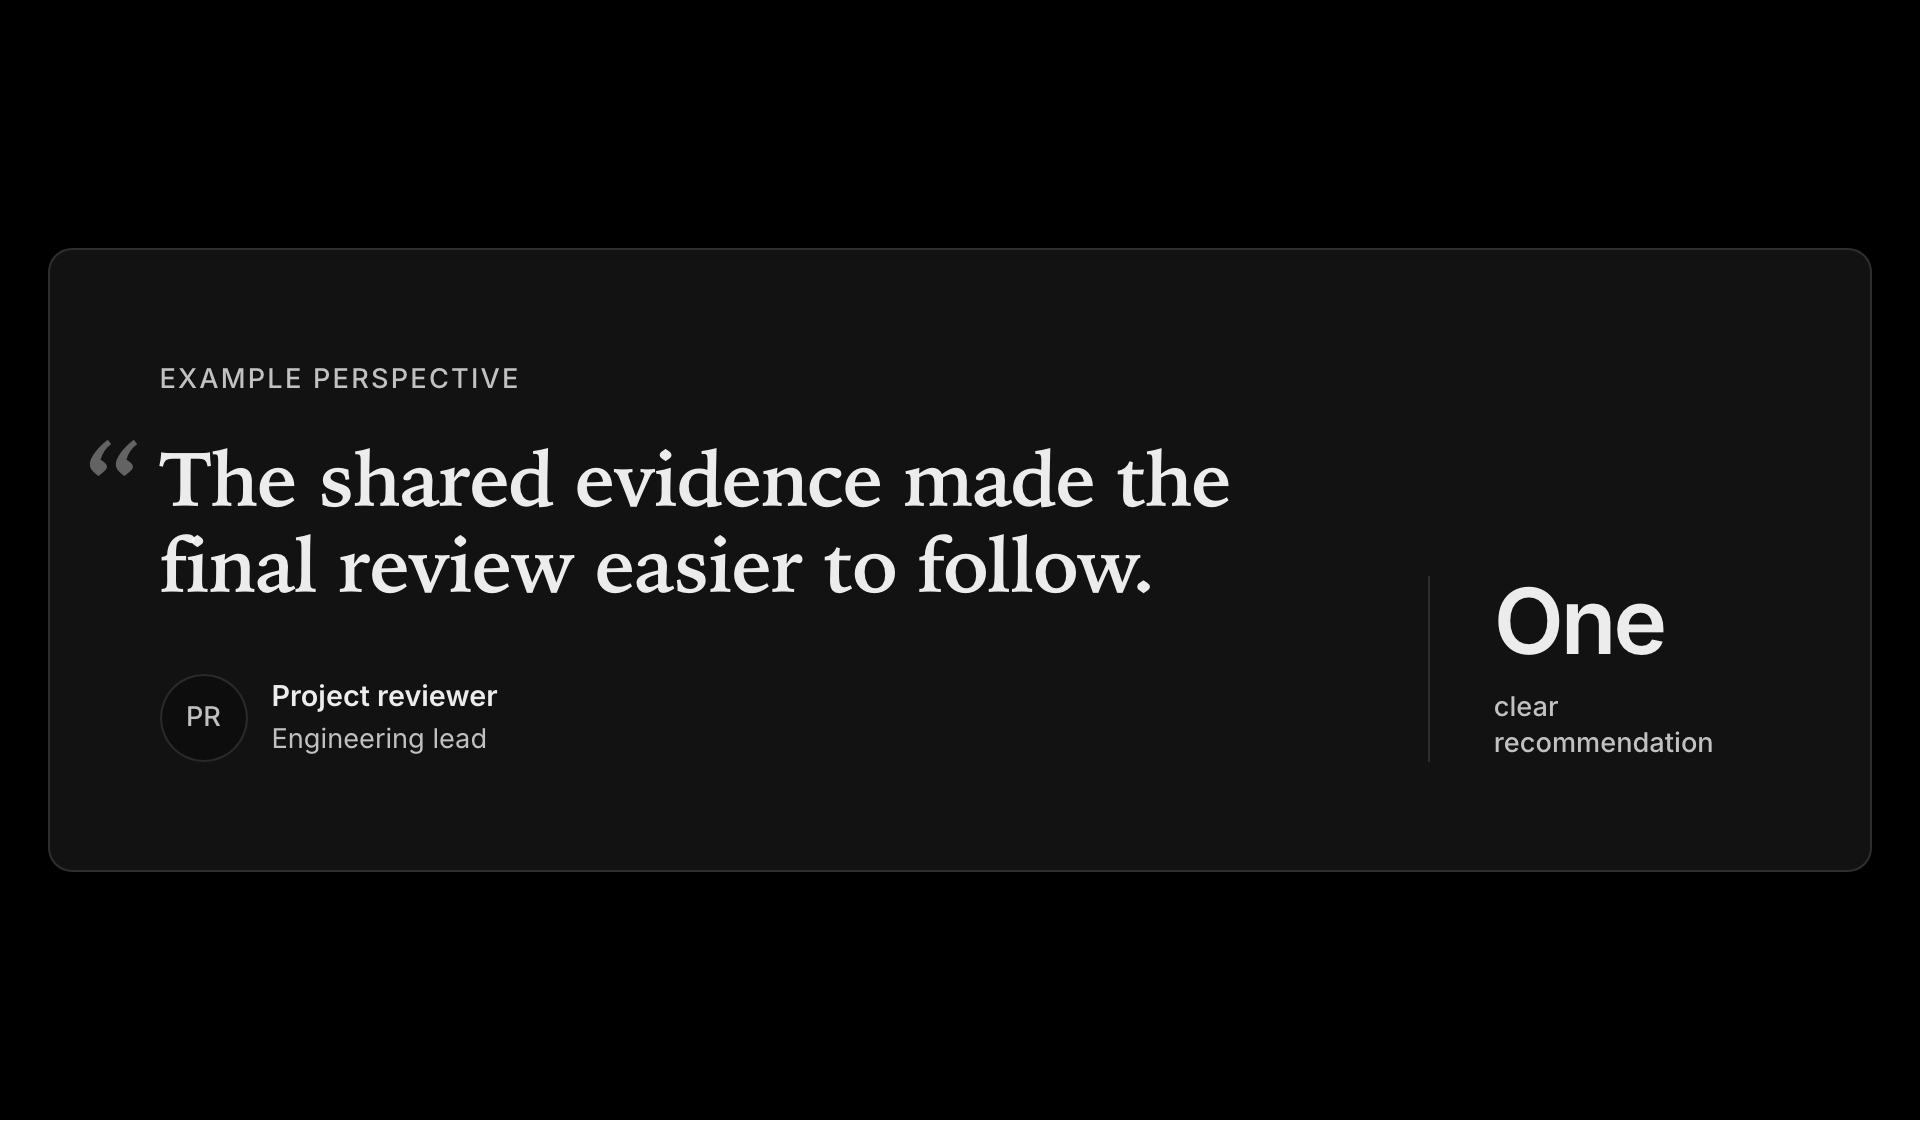 EXAMPLE PERSPECTIVE
“The shared evidence made the
final review easier to follow.
PR
Project reviewer
Engineering lead
One
clear
recommendation